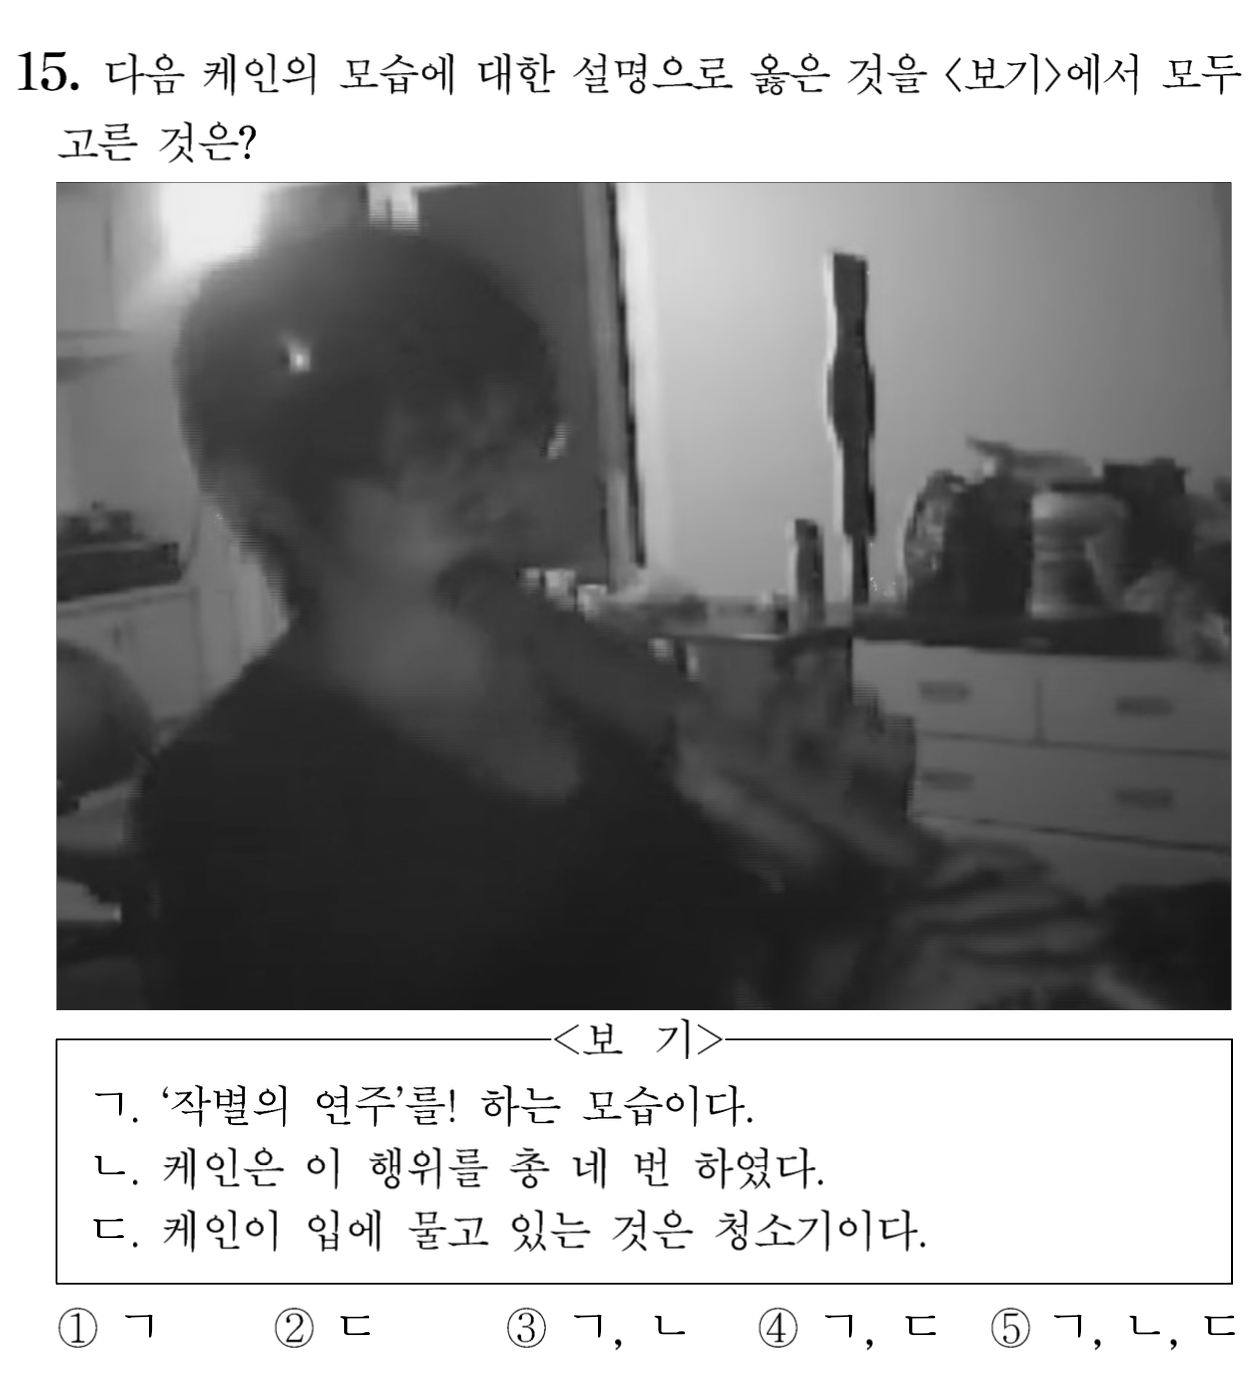 15. 다음 케인의 모습에 대한 설명으로 옳은 것을 <보기>에서 모두
고른 것은?
<보 기>
ㄱ. ‘작별의 연주’를! 하는 모습이다.
ㄴ. 케인은 이 행위를 총 네 번 하였다.
ㄷ. 케인이 입에 물고 있는 것은 청소기이다.
① ㄱ ② ㄷ ③ ㄱ, ㄴ ④ ㄱ, ㄷ ⑤ ㄱ, ㄴ, ㄷ